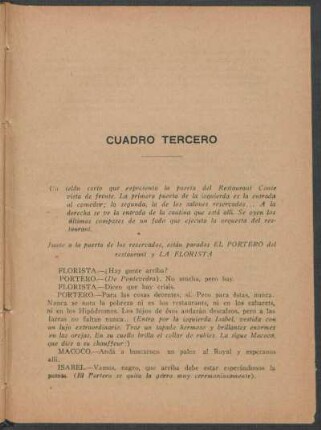 CUADRO TERCERO
Un telón corto que representa la puerta del Restaurant Conte
vista de frente. La primera puerta de la izquierda es la entrada
al comedor; la segunda, la de los salones reservados... A la
derecha se ve la entrada de la cantina que está allí. Se oyen los
últimos compases de un fado que ejecuta la orquesta del res-
taurant.
Junto a la puerta de los reservados, están parados EL PORTERO del
restaurant y LA FLORISTA
FLORISTA.—¿Hay gente arriba?
PORTERO.—(De Pontevedra). No mucha, pero hay.
FLORISTA.—Dicen que hay crisis.
PORTERO.—Para las cosas decentes, sí. Pero para éstas, nunca.
Nunca se nota la pobreza ni en los restaurants, ni en los cabarets,
ni en los Hipódromos. Los hijos de ésos andarán descalzos, pero a las
farras no faltan nunca. (Entra por la izquierda Isabel, vestida con
un lujo extraordinario. Trae un tapado hermoso y brillantes enormes
en las orejas. En su cuello brilla el collar de rubíes. La sigue Macoco,
que dice a su chauffeur:)
MACOCO.—Andá a buscarnos un palco al Royal y esperanos
allí.
ISABEL.—Vamos, negro, que arriba debe estar esperándonos la
patota. (El Portero se quita la gorra muy ceremoniosamente).